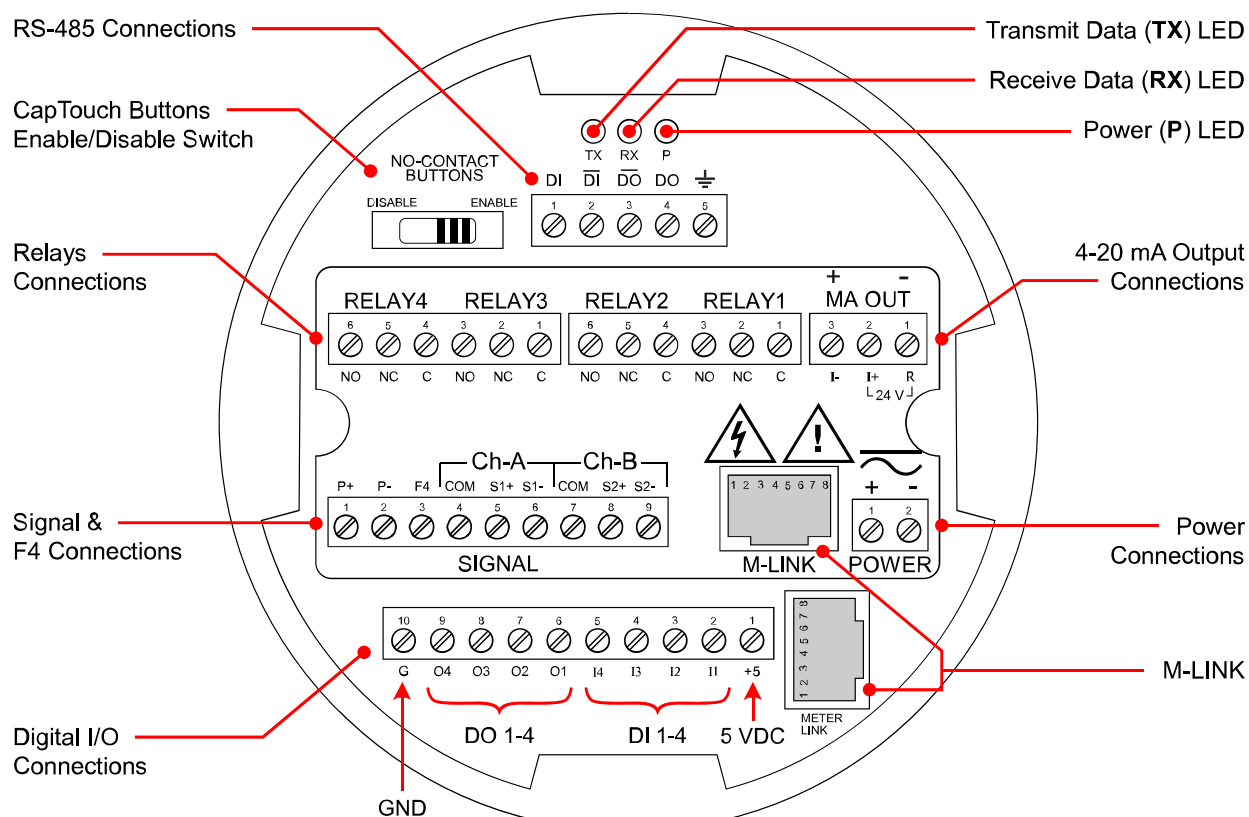 RS-485 Connections
Transmit Data (TX) LED
Receive Data (RX) LED
CapTouch Buttons
Enable/Disable Switch
Power (P) LED
TX RX P
NO-CONTACT
BUTTONS
DI D̅I̅ D̅O̅ DO
DISABLE ENABLE
1 2 3 4 5
Relays
Connections
4-20 mA Output
Connections
+ -
RELAY4 RELAY3 RELAY2 RELAY1 MA OUT
6 5 4 3 2 1 6 5 4 3 2 1 3 2 1
NO NC C NO NC C NO NC C NO NC C I- I+ R
24 V
Ch-A Ch-B
P+ P- F4 COM S1+ S1- COM S2+ S2-
1 2 3 4 5 6 7 8 9
SIGNAL
1 2 3 4 5 6 7 8
M-LINK
+ -
1 2
POWER
Signal &
F4 Connections
Power
Connections
10 9 8 7 6 5 4 3 2 1
G O4 O3 O2 O1 I4 I3 I2 I1 +5
1 2 3 4 5 6 7 8
METER
LINK
M-LINK
DO 1-4 DI 1-4 5 VDC
Digital I/O
Connections
GND